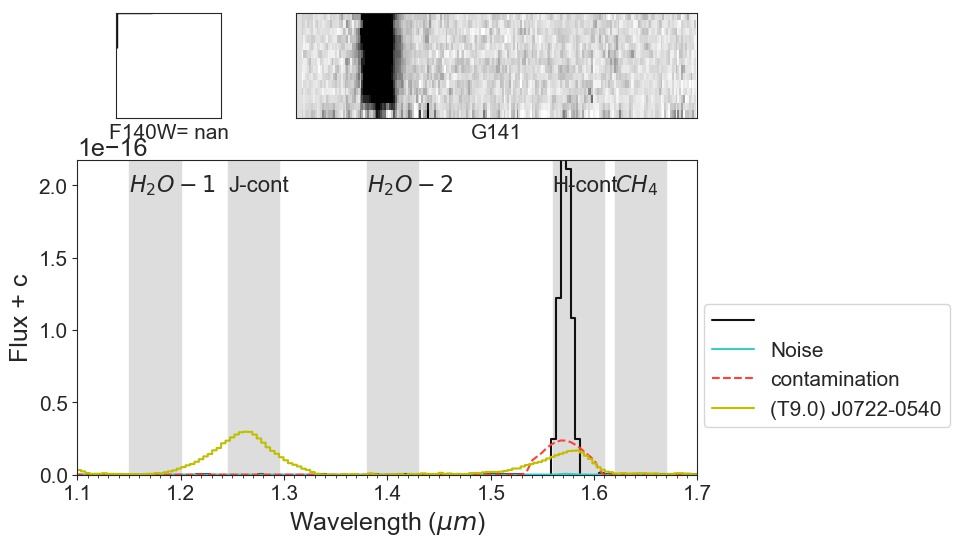 F140W= nan
G141
1e−16
H₂O − 1 J-cont H₂O − 2 H-cont CH₄
2.0
1.5
1.0
0.5
0.0
Flux + c
1.1 1.2 1.3 1.4 1.5 1.6 1.7
Wavelength (μm)
Noise
contamination
(T9.0) J0722-0540